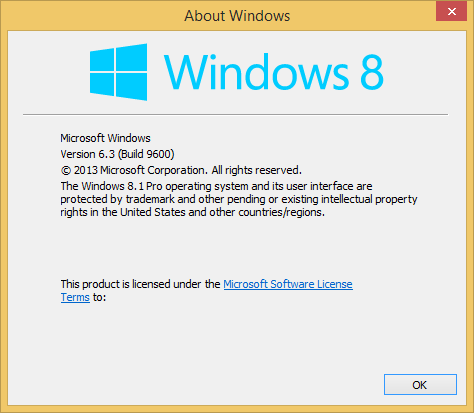 About Windows
Windows 8
Microsoft Windows
Version 6.3 (Build 9600)
© 2013 Microsoft Corporation. All rights reserved.
The Windows 8.1 Pro operating system and its user interface are
protected by trademark and other pending or existing intellectual property
rights in the United States and other countries/regions.
This product is licensed under the Microsoft Software License
Terms to:
OK